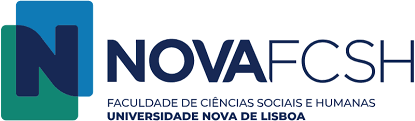 N NOVAFCSH
FACULDADE DE CIÊNCIAS SOCIAIS E HUMANAS
UNIVERSIDADE NOVA DE LISBOA